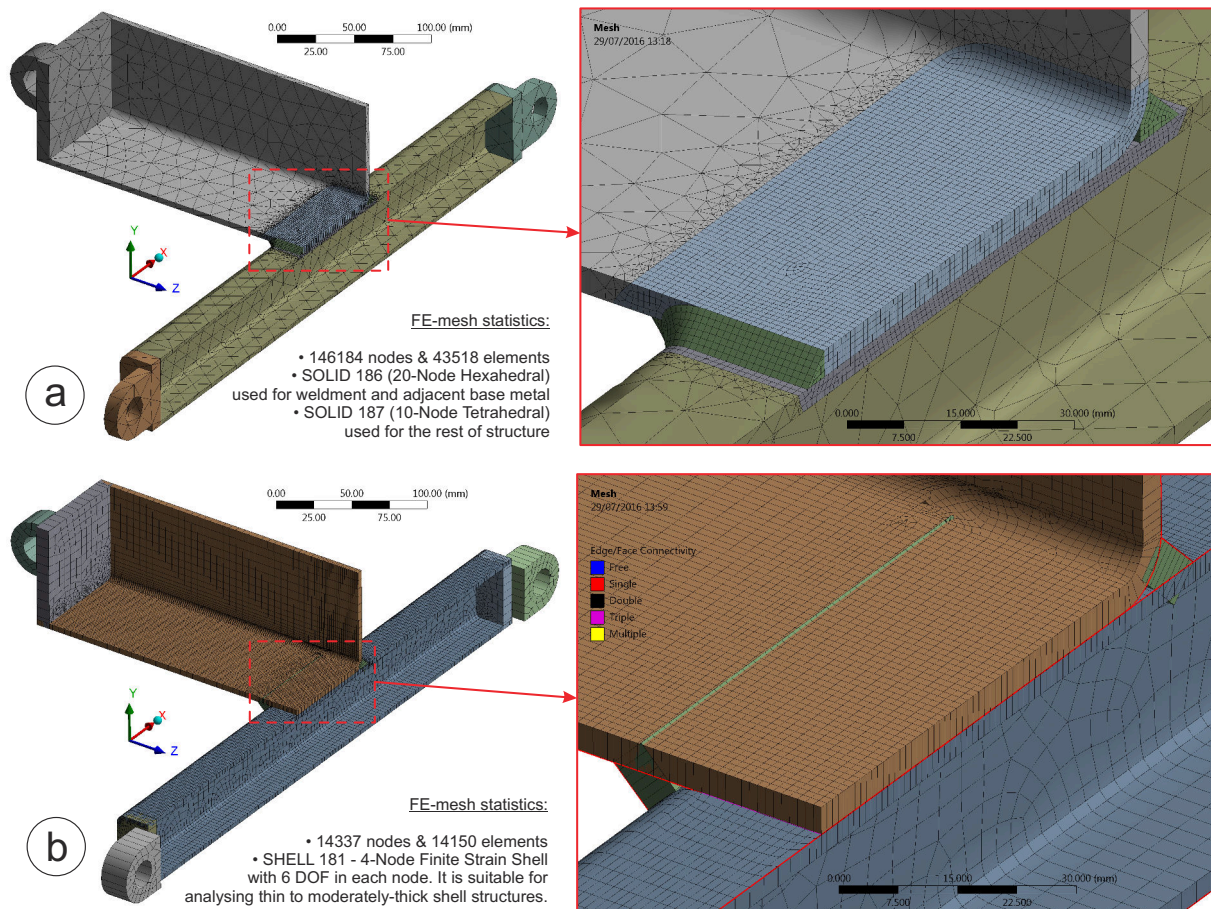 0.00 50.00 100.00 (mm)
25.00 75.00
Mesh
29/07/2016 13:18
Y
X
Z
FE-mesh statistics:
• 146184 nodes & 43518 elements
• SOLID 186 (20-Node Hexahedral)
used for weldment and adjacent base metal
• SOLID 187 (10-Node Tetrahedral)
used for the rest of structure
a
0.000 15.000 30.000 (mm)
7.500 22.500
0.00 50.00 100.00 (mm)
25.00 75.00
Mesh
29/07/2016 13:59
Edge/Face Connectivity
Free
Single
Double
Triple
Multiple
Y
X
Z
FE-mesh statistics:
• 14337 nodes & 14150 elements
• SHELL 181 - 4-Node Finite Strain Shell
with 6 DOF in each node. It is suitable for
analysing thin to moderately-thick shell structures.
b
0.000 15.000 30.000 (mm)
7.500 22.500